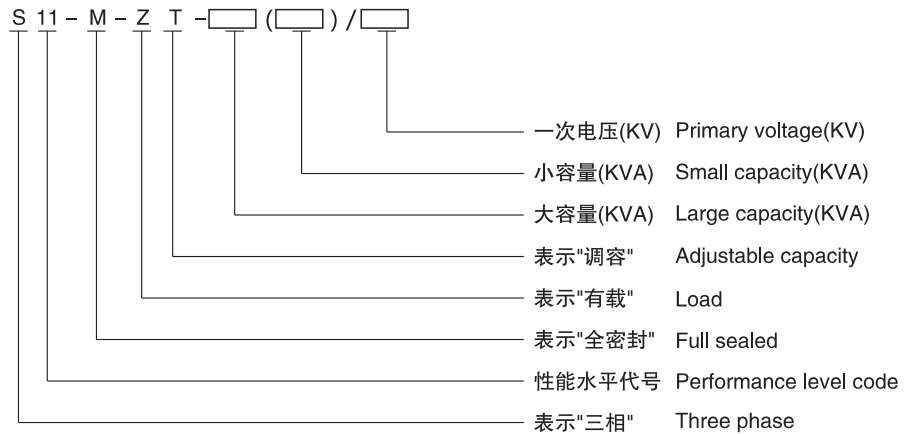 S 11 - M - Z T - ( ) /
一次电压(KV) Primary voltage(KV)
小容量(KVA) Small capacity(KVA)
大容量(KVA) Large capacity(KVA)
表示"调容" Adjustable capacity
表示"有载" Load
表示"全密封" Full sealed
性能水平代号 Performance level code
表示"三相" Three phase